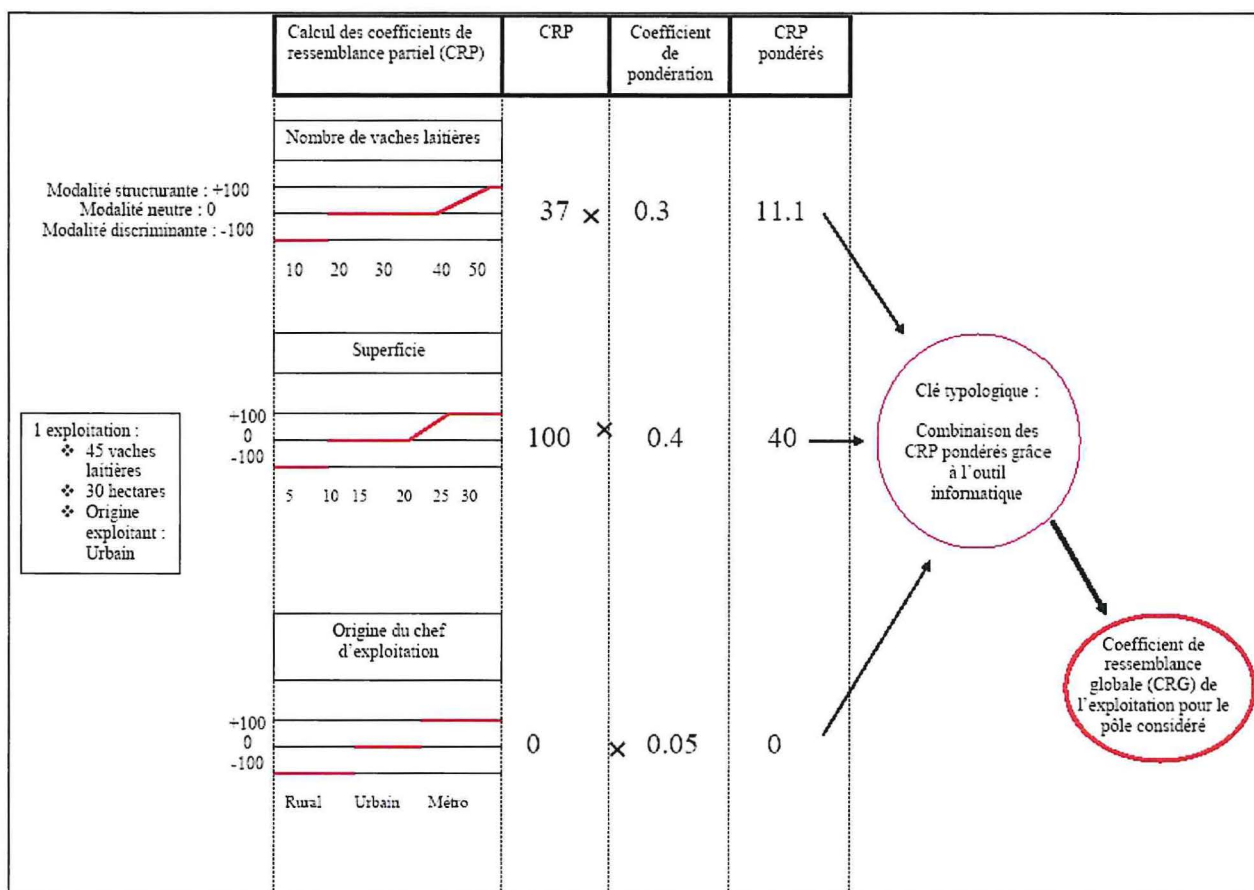 Calcul des coefficients de
ressemblance partiel (CRP)
CRP
Coefficient
de
pondération
CRP
pondérés
Nombre de vaches laitières
Modalité structurante : +100
Modalité neutre : 0
Modalité discriminante : -100
10 20 30 40 50
37 × 0.3 11.1
Superficie
+100
0
-100
5 10 15 20 25 30
100 × 0.4 40
1 exploitation :
❖ 45 vaches
laitières
❖ 30 hectares
❖ Origine
exploitant :
Urbain
Clé typologique :
Combinaison des
CRP pondérés grâce
à l'outil
informatique
Origine du chef
d'exploitation
+100
0
-100
Rural Urbain Métro
0 × 0.05 0
Coefficient de
ressemblance
globale (CRG) de
l'exploitation pour le
pôle considéré